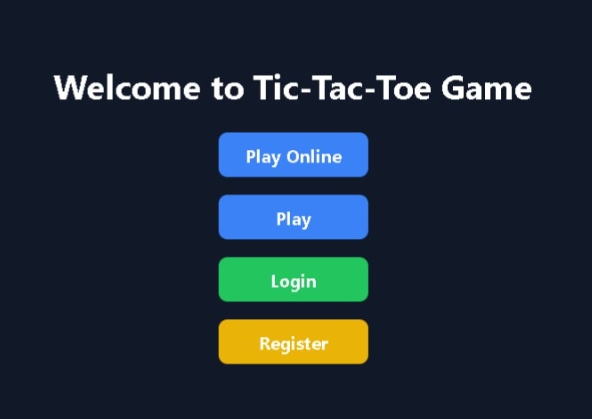 Welcome to Tic-Tac-Toe Game
Play Online
Play
Login
Register